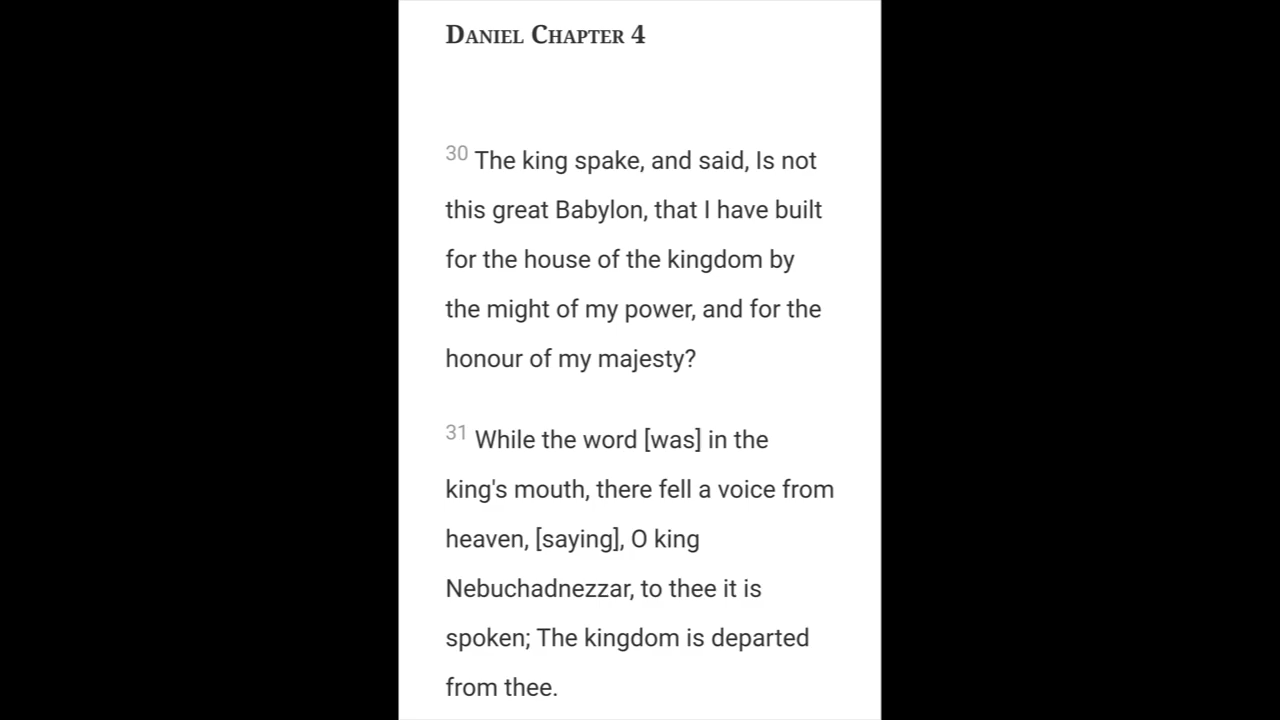 Daniel Chapter 4
30 The king spake, and said, Is not
this great Babylon, that I have built
for the house of the kingdom by
the might of my power, and for the
honour of my majesty?
31 While the word [was] in the
king's mouth, there fell a voice from
heaven, [saying], O king
Nebuchadnezzar, to thee it is
spoken; The kingdom is departed
from thee.